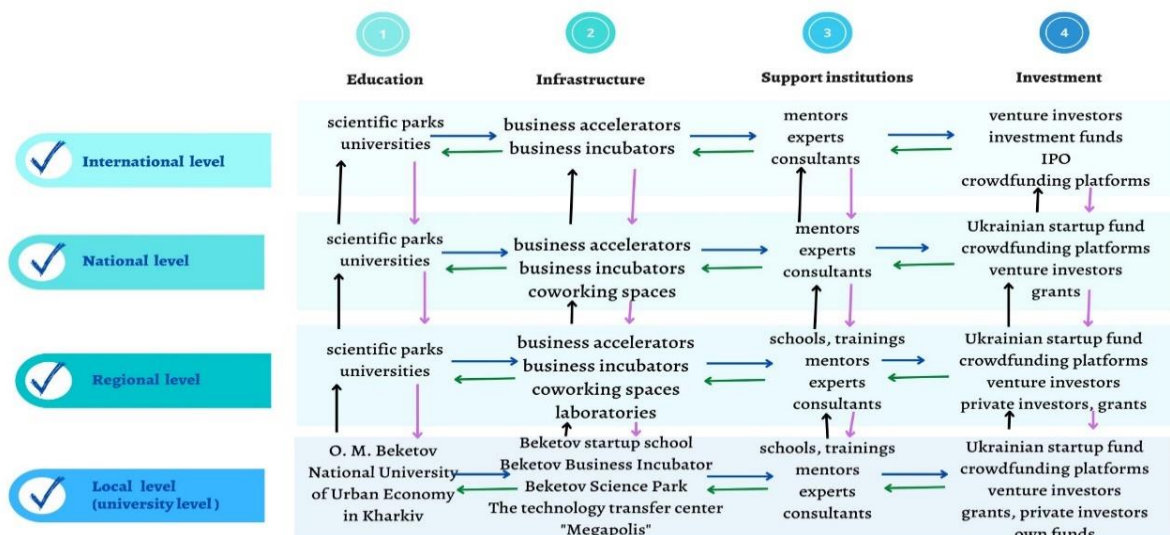 1
2
3
4
Education
Infrastructure
Support institutions
Investment
International level
scientific parks
universities
business accelerators
business incubators
mentors
experts
consultants
venture investors
investment funds
IPO
crowdfunding platforms
National level
scientific parks
universities
business accelerators
business incubators
coworking spaces
mentors
experts
consultants
Ukrainian startup fund
crowdfunding platforms
venture investors
grants
Regional level
scientific parks
universities
business accelerators
business incubators
coworking spaces
laboratories
schools, trainings
mentors
experts
consultants
Ukrainian startup fund
crowdfunding platforms
venture investors
private investors, grants
Local level
(university level)
O. M. Beketov
National University
of Urban Economy
in Kharkiv
Beketov startup school
Beketov Business Incubator
Beketov Science Park
The technology transfer center
"Megapolis"
schools, trainings
mentors
experts
consultants
Ukrainian startup fund
crowdfunding platforms
venture investors
grants, private investors
own funds